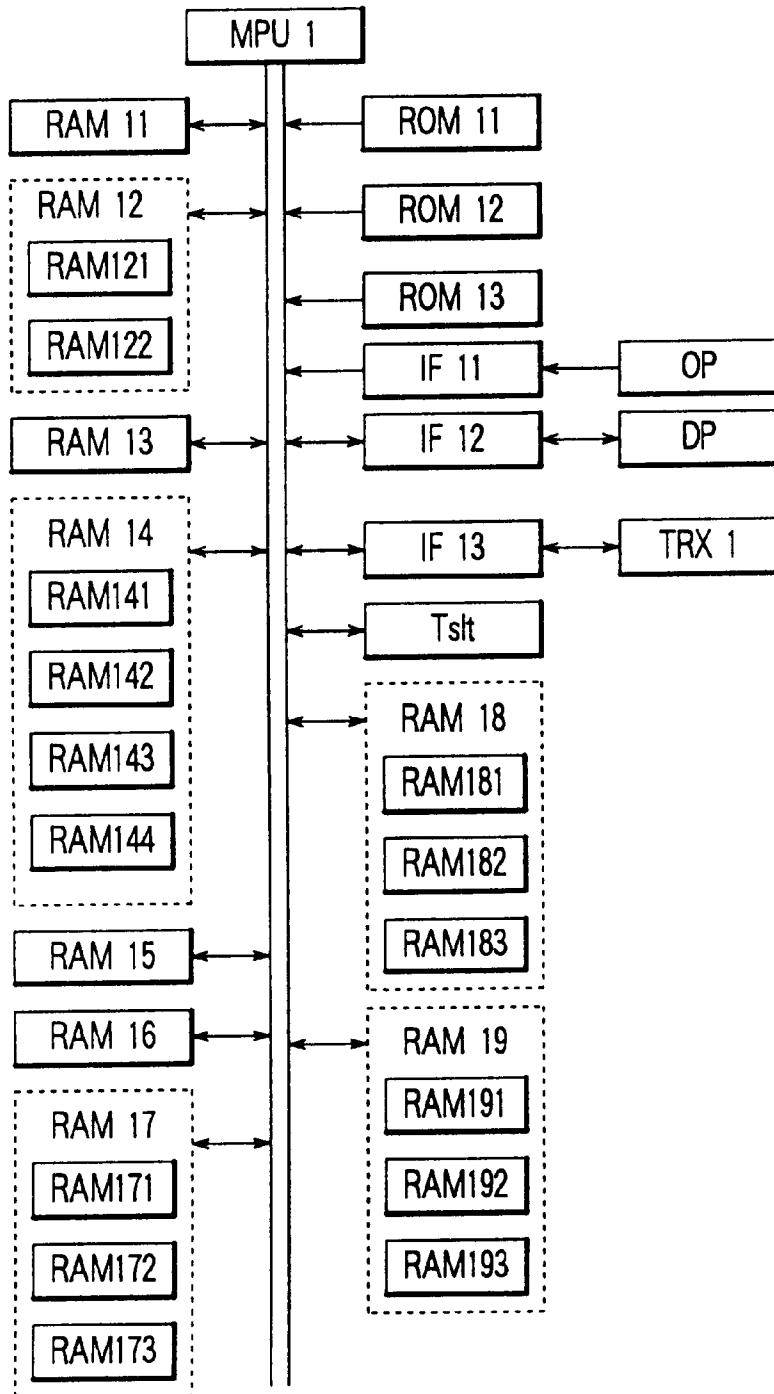 MPU 1
RAM 11
ROM 11
RAM 12
RAM121
RAM122
ROM 12
ROM 13
IF 11
OP
RAM 13
IF 12
DP
RAM 14
RAM141
RAM142
RAM143
RAM144
IF 13
TRX 1
Tslt
RAM 18
RAM181
RAM182
RAM183
RAM 15
RAM 16
RAM 17
RAM171
RAM172
RAM173
RAM 19
RAM191
RAM192
RAM193